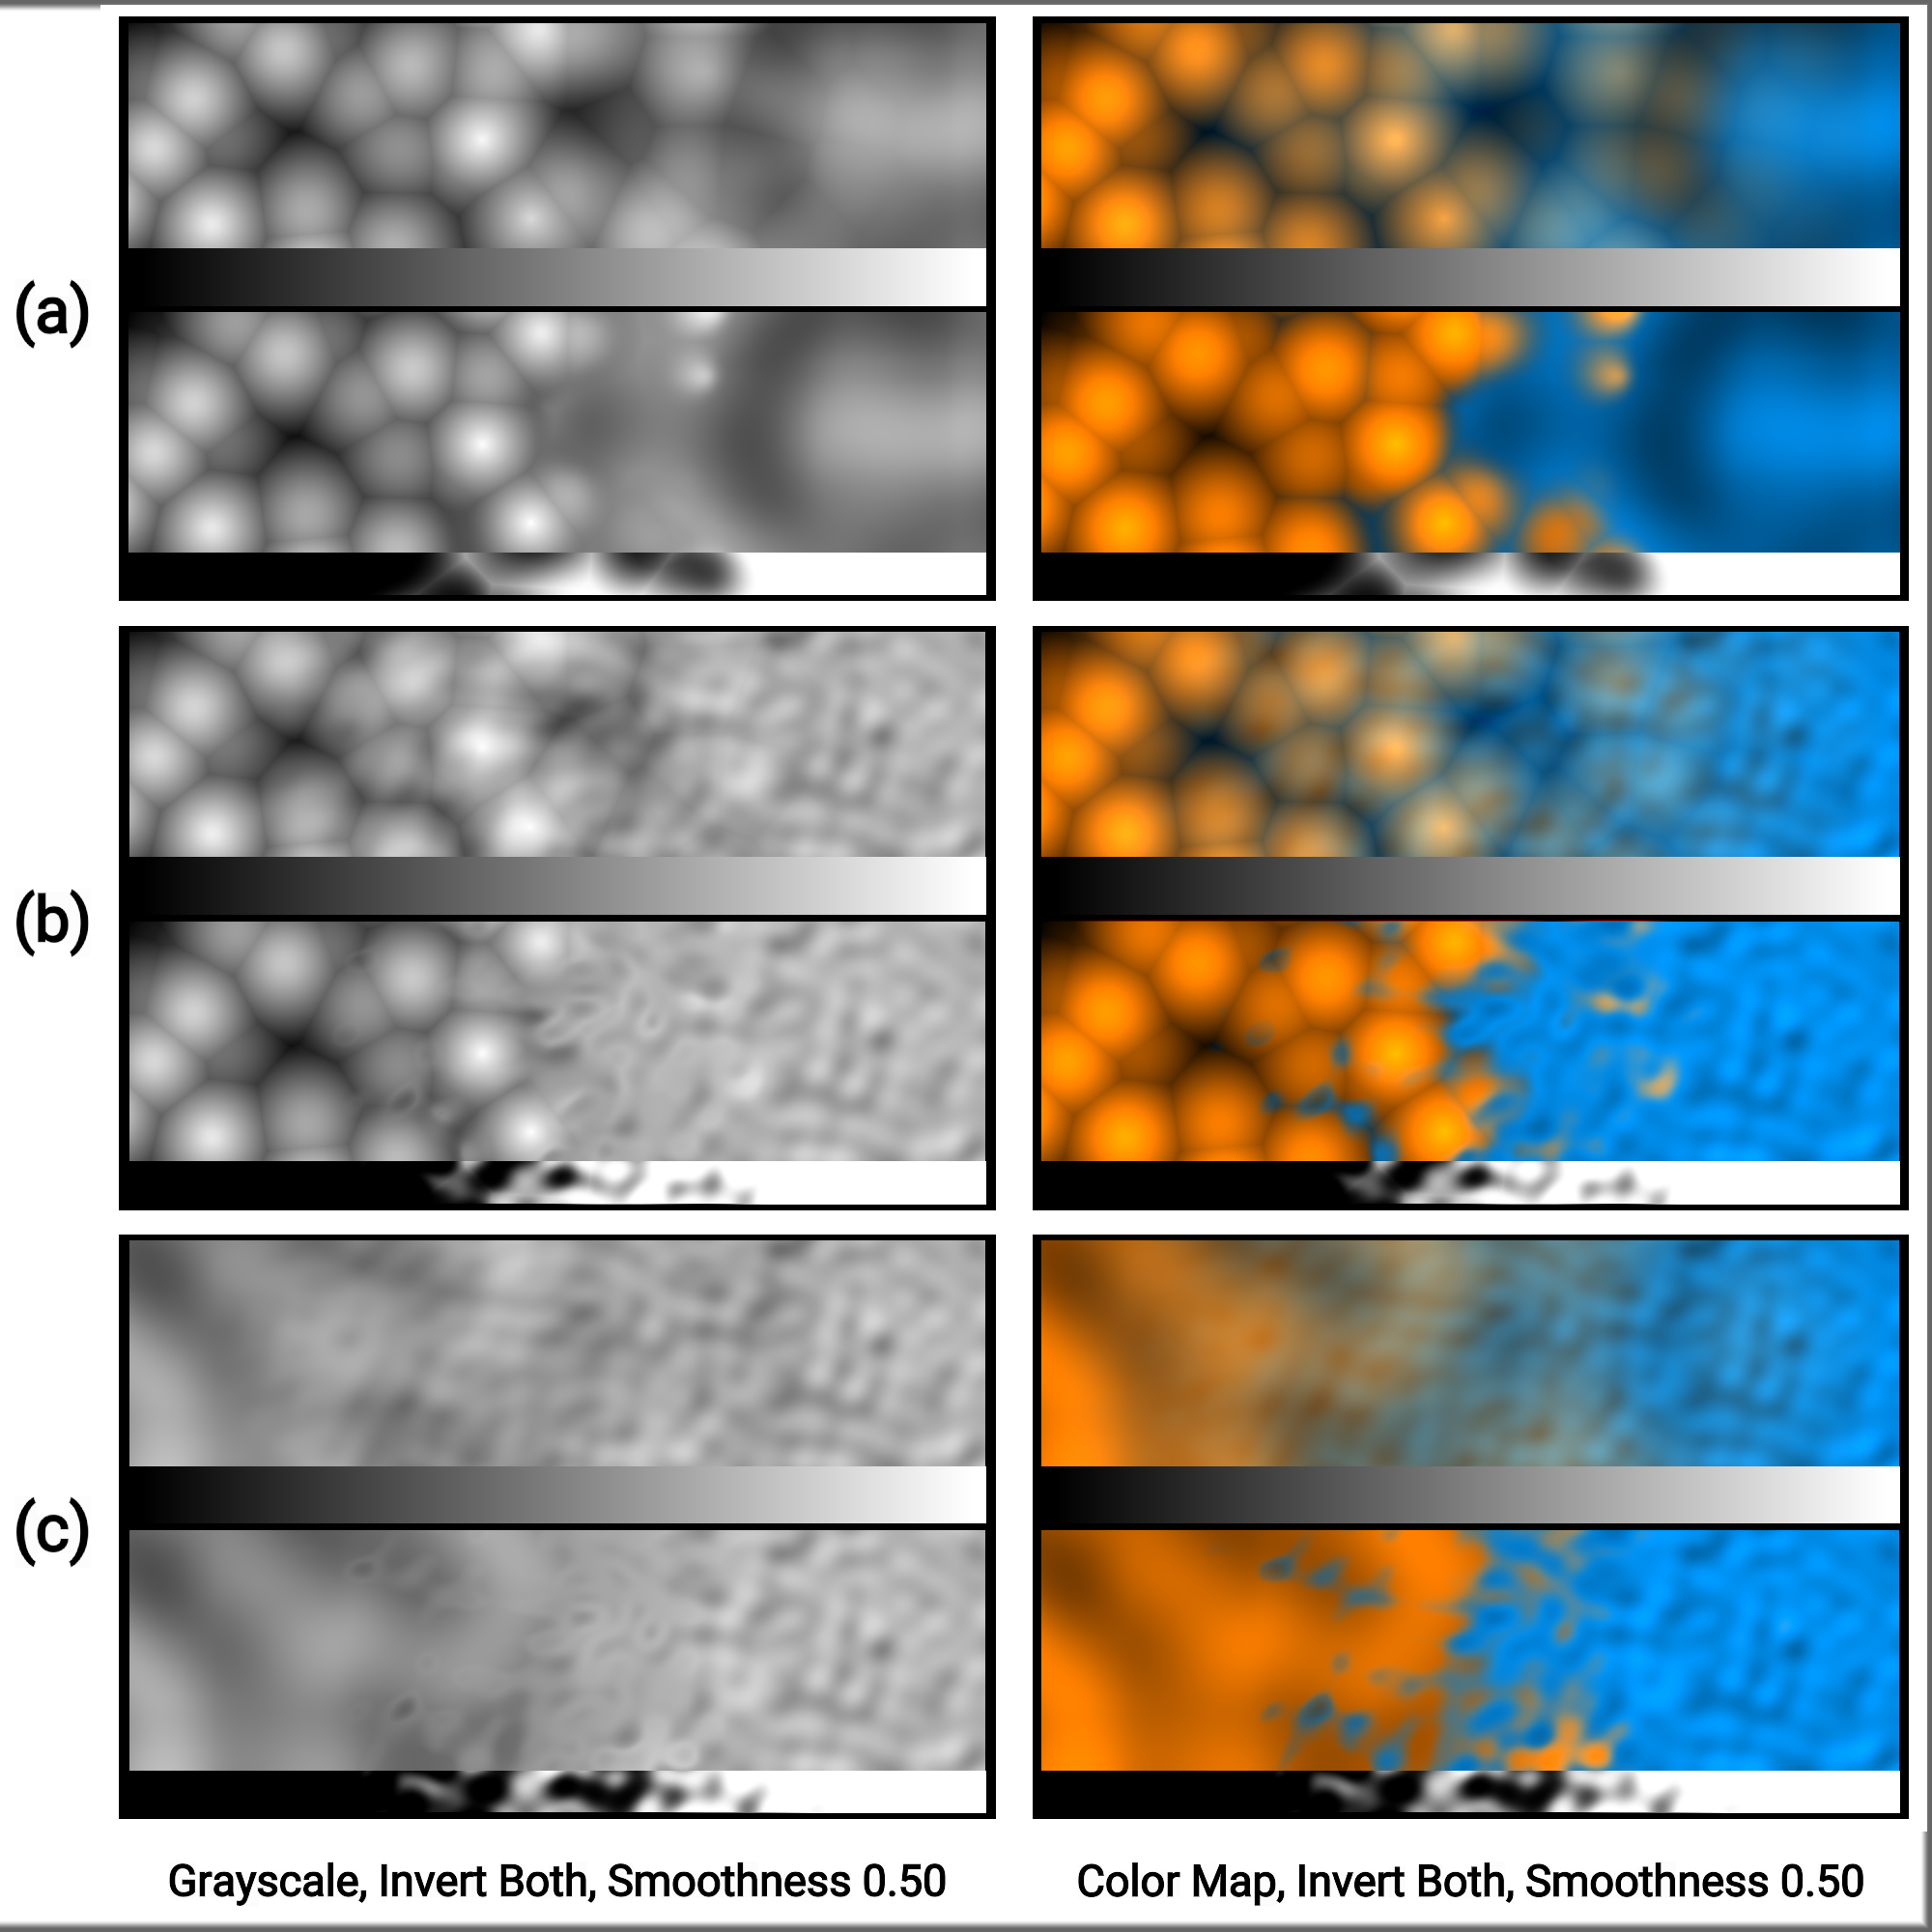 (a)
(b)
(c)
Grayscale, Invert Both, Smoothness 0.50
Color Map, Invert Both, Smoothness 0.50